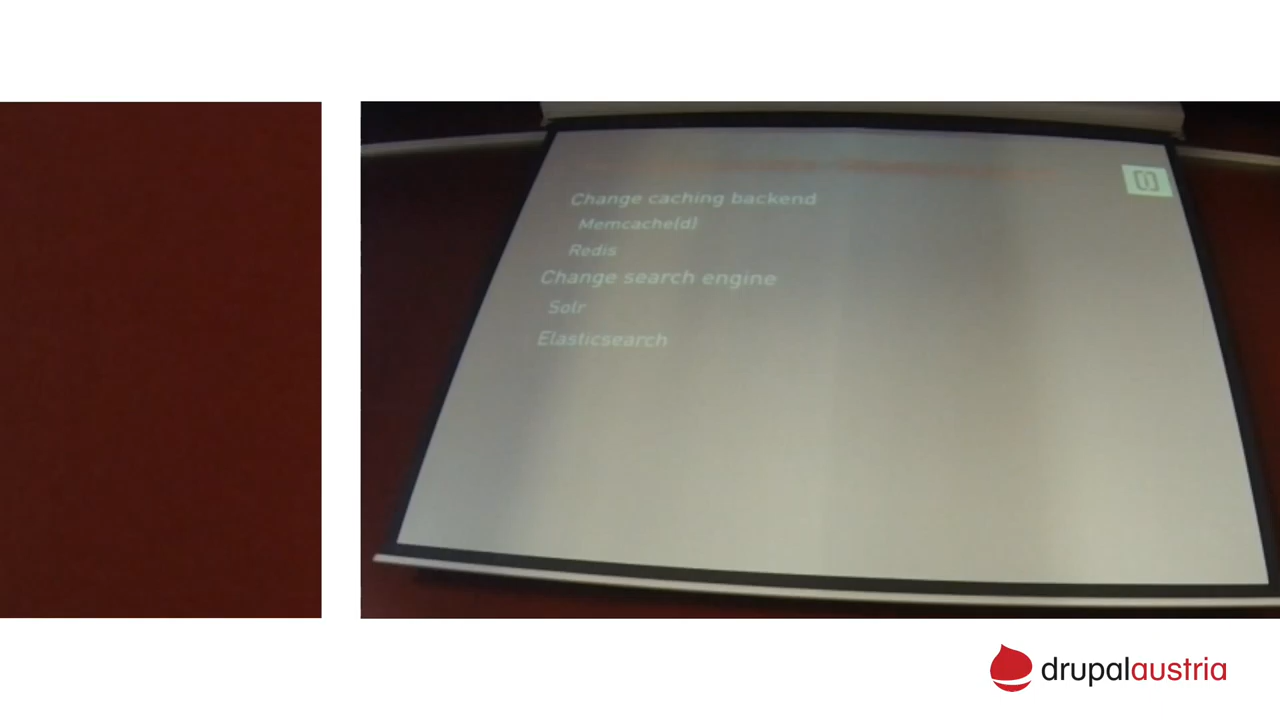 Change caching backend
Memcache(d)
Redis
Change search engine
Solr
Elasticsearch
drupalaustria